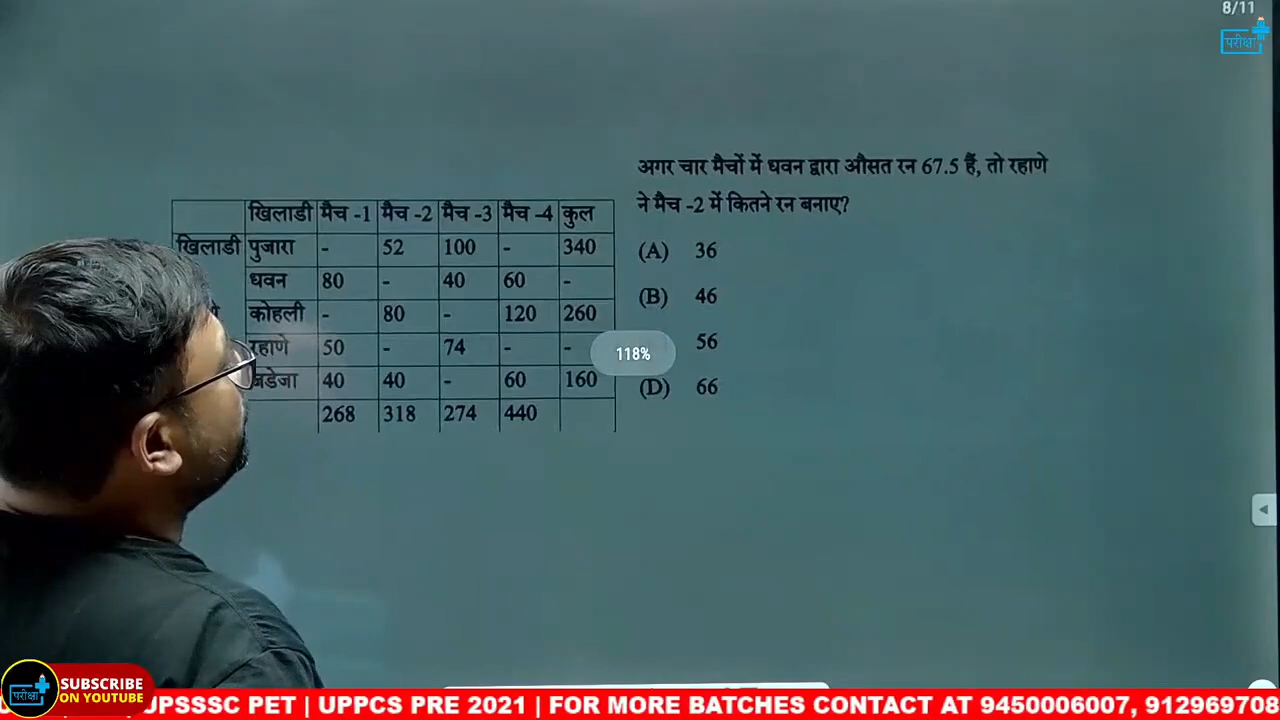 8/11
परीक्षा
अगर चार मैचों में धवन द्वारा औसत रन 67.5 हैं, तो रहाणे
ने मैच -2 में कितने रन बनाए?
(A) 36
(B) 46
56
(D) 66
खिलाडी मैच -1 मैच -2 मैच -3 मैच -4 कुल
खिलाडी पुजारा - 52 100 - 340
धवन 80 - 40 60 -
कोहली - 80 - 120 260
रहाणे 50 - 74 - -
जडेजा 40 40 - 60 160
268 318 274 440
118%
परीक्षा
SUBSCRIBE
ON YOUTUBE
UPSSSC PET | UPPCS PRE 2021 | FOR MORE BATCHES CONTACT AT 9450006007, 912969708